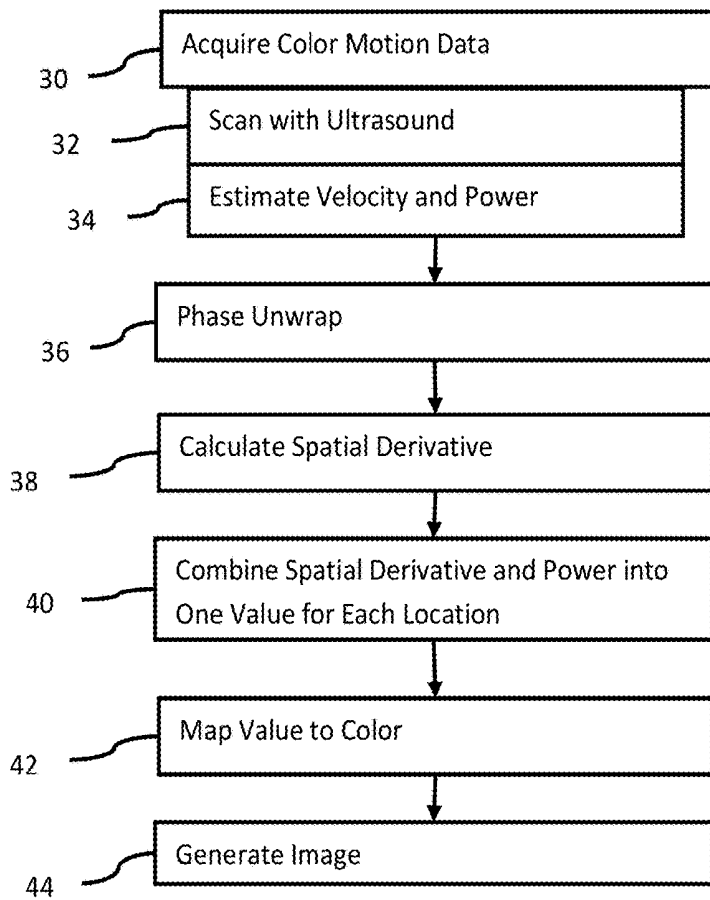 Acquire Color Motion Data
30
Scan with Ultrasound
32
Estimate Velocity and Power
34
Phase Unwrap
36
Calculate Spatial Derivative
38
Combine Spatial Derivative and Power into
One Value for Each Location
40
Map Value to Color
42
Generate Image
44